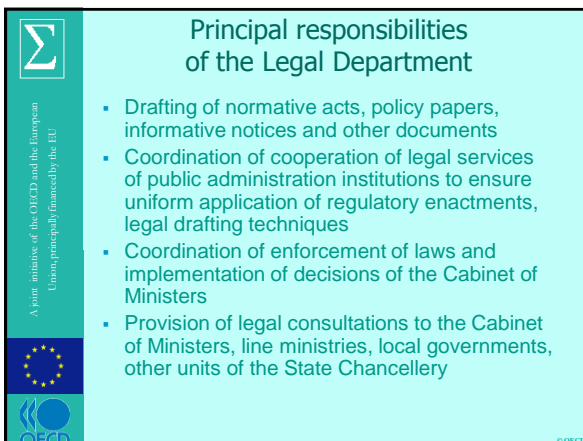 Σ
Principal responsibilities
of the Legal Department
A joint initiative of the OECD and the European
Union, principally financed by the EU
▪ Drafting of normative acts, policy papers,
informative notices and other documents
▪ Coordination of cooperation of legal services
of public administration institutions to ensure
uniform application of regulatory enactments,
legal drafting techniques
▪ Coordination of enforcement of laws and
implementation of decisions of the Cabinet of
Ministers
▪ Provision of legal consultations to the Cabinet
of Ministers, line ministries, local governments,
other units of the State Chancellery
OECD
© OECD